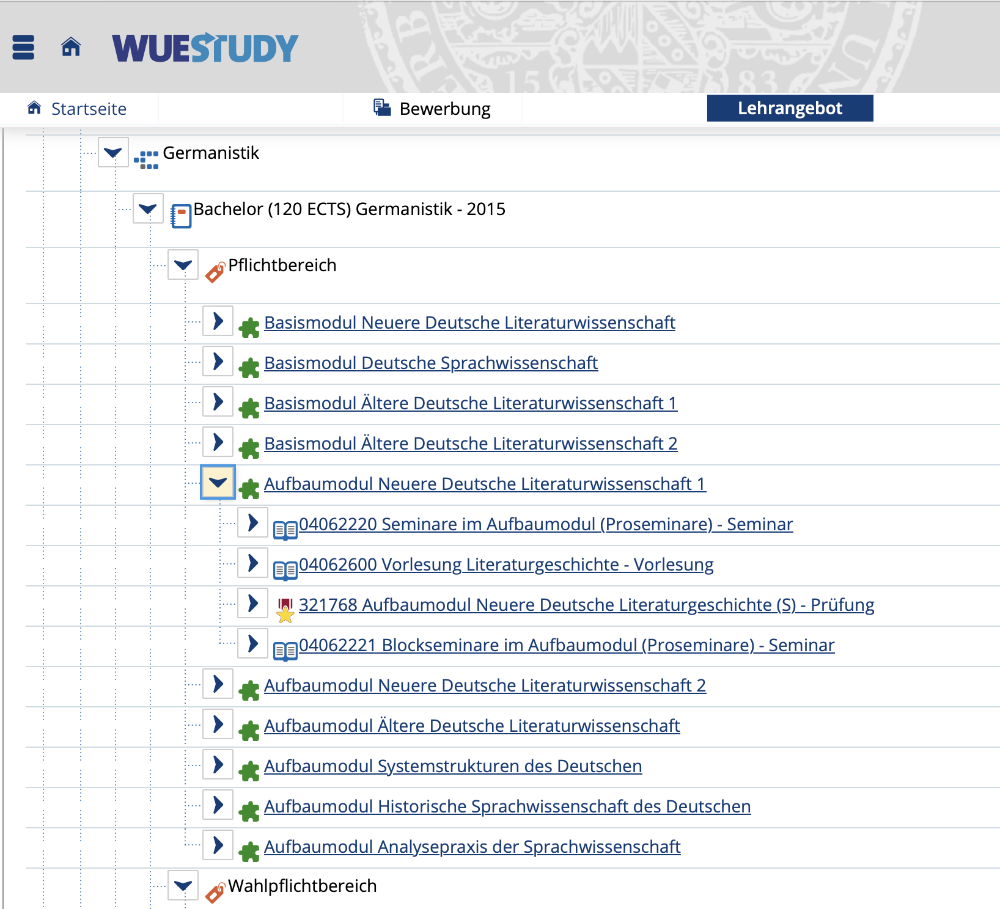 WUESTUDY
Startseite
Bewerbung
Lehrangebot
Germanistik
Bachelor (120 ECTS) Germanistik - 2015
Pflichtbereich
Basismodul Neuere Deutsche Literaturwissenschaft
Basismodul Deutsche Sprachwissenschaft
Basismodul Ältere Deutsche Literaturwissenschaft 1
Basismodul Ältere Deutsche Literaturwissenschaft 2
Aufbaumodul Neuere Deutsche Literaturwissenschaft 1
04062220 Seminare im Aufbaumodul (Proseminare) - Seminar
04062600 Vorlesung Literaturgeschichte - Vorlesung
321768 Aufbaumodul Neuere Deutsche Literaturgeschichte (S) - Prüfung
04062221 Blockseminare im Aufbaumodul (Proseminare) - Seminar
Aufbaumodul Neuere Deutsche Literaturwissenschaft 2
Aufbaumodul Ältere Deutsche Literaturwissenschaft
Aufbaumodul Systemstrukturen des Deutschen
Aufbaumodul Historische Sprachwissenschaft des Deutschen
Aufbaumodul Analysepraxis der Sprachwissenschaft
Wahlpflichtbereich